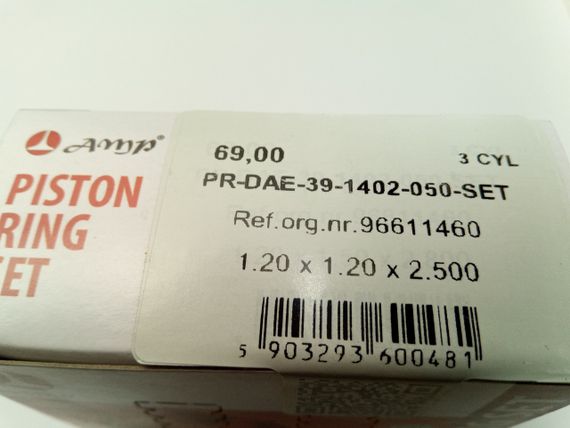 AMP®
PISTON
RING
SET
69,00
3 CYL
PR-DAE-39-1402-050-SET
Ref.org.nr.96611460
1.20 x 1.20 x 2.500
5 903293 600481